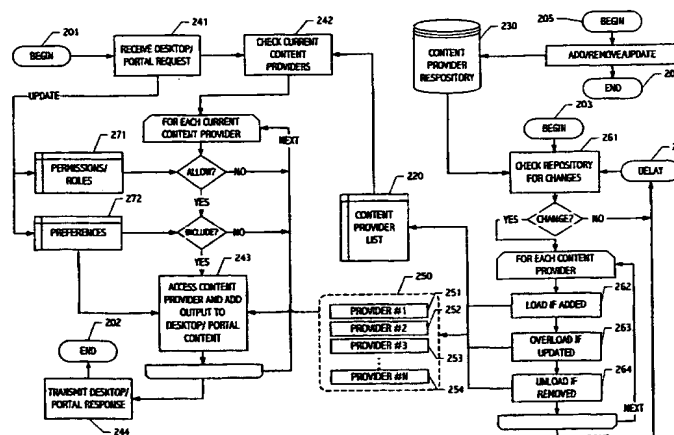 201
BEGIN
241
RECEIVE DESKTOP/
PORTAL REQUEST
242
CHECK CURRENT
CONTENT
PROVIDERS
UPDATE
FOR EACH CURRENT
CONTENT PROVIDER
NEXT
271
PERMISSIONS/
ROLES
ALLOW?
NO
YES
272
PREFERENCES
INCLUDE?
NO
YES
243
ACCESS CONTENT
PROVIDER AND ADD
OUTPUT TO
DESKTOP/ PORTAL
CONTENT
202
END
TRANSMIT DESKTOP/
PORTAL RESPONSE
244
220
CONTENT
PROVIDER
LIST
250
PROVIDER #1
251
PROVIDER #2
252
PROVIDER #3
253
PROVIDER #N
254
230
CONTENT
PROVIDER
RESPOSITORY
205
BEGIN
ADD/REMOVE/UPDATE
END
203
BEGIN
261
CHECK REPOSITORY
FOR CHANGES
DELAY
YES
CHANGE?
NO
FOR EACH CONTENT
PROVIDER
262
LOAD IF ADDED
263
OVERLOAD IF
UPDATED
264
UNLOAD IF
REMOVED
NEXT